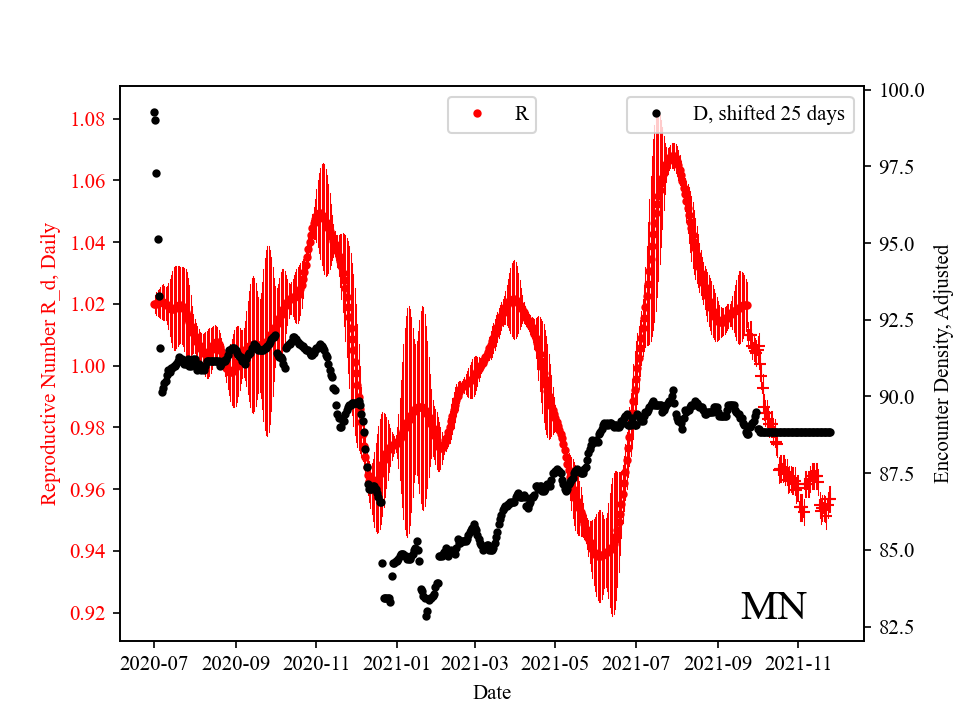 R
D, shifted 25 days
Reproductive Number R_d, Daily
1.08
1.06
1.04
1.02
1.00
0.98
0.96
0.94
0.92
100.0
97.5
95.0
92.5
90.0
87.5
85.0
82.5
Encounter Density, Adjusted
MN
2020-07 2020-09 2020-11 2021-01 2021-03 2021-05 2021-07 2021-09 2021-11
Date